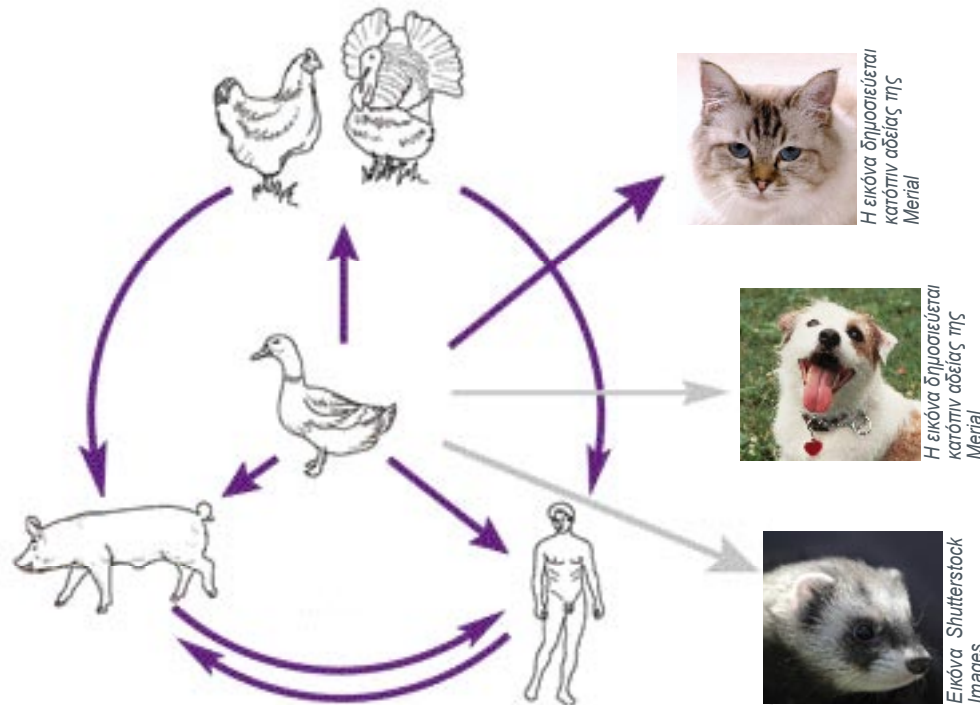 Η εικόνα δημοσιεύεται
κατόπιν αδείας της
Merial
Η εικόνα δημοσιεύεται
κατόπιν αδείας της
Merial
Εικόνα Shutterstock
Images